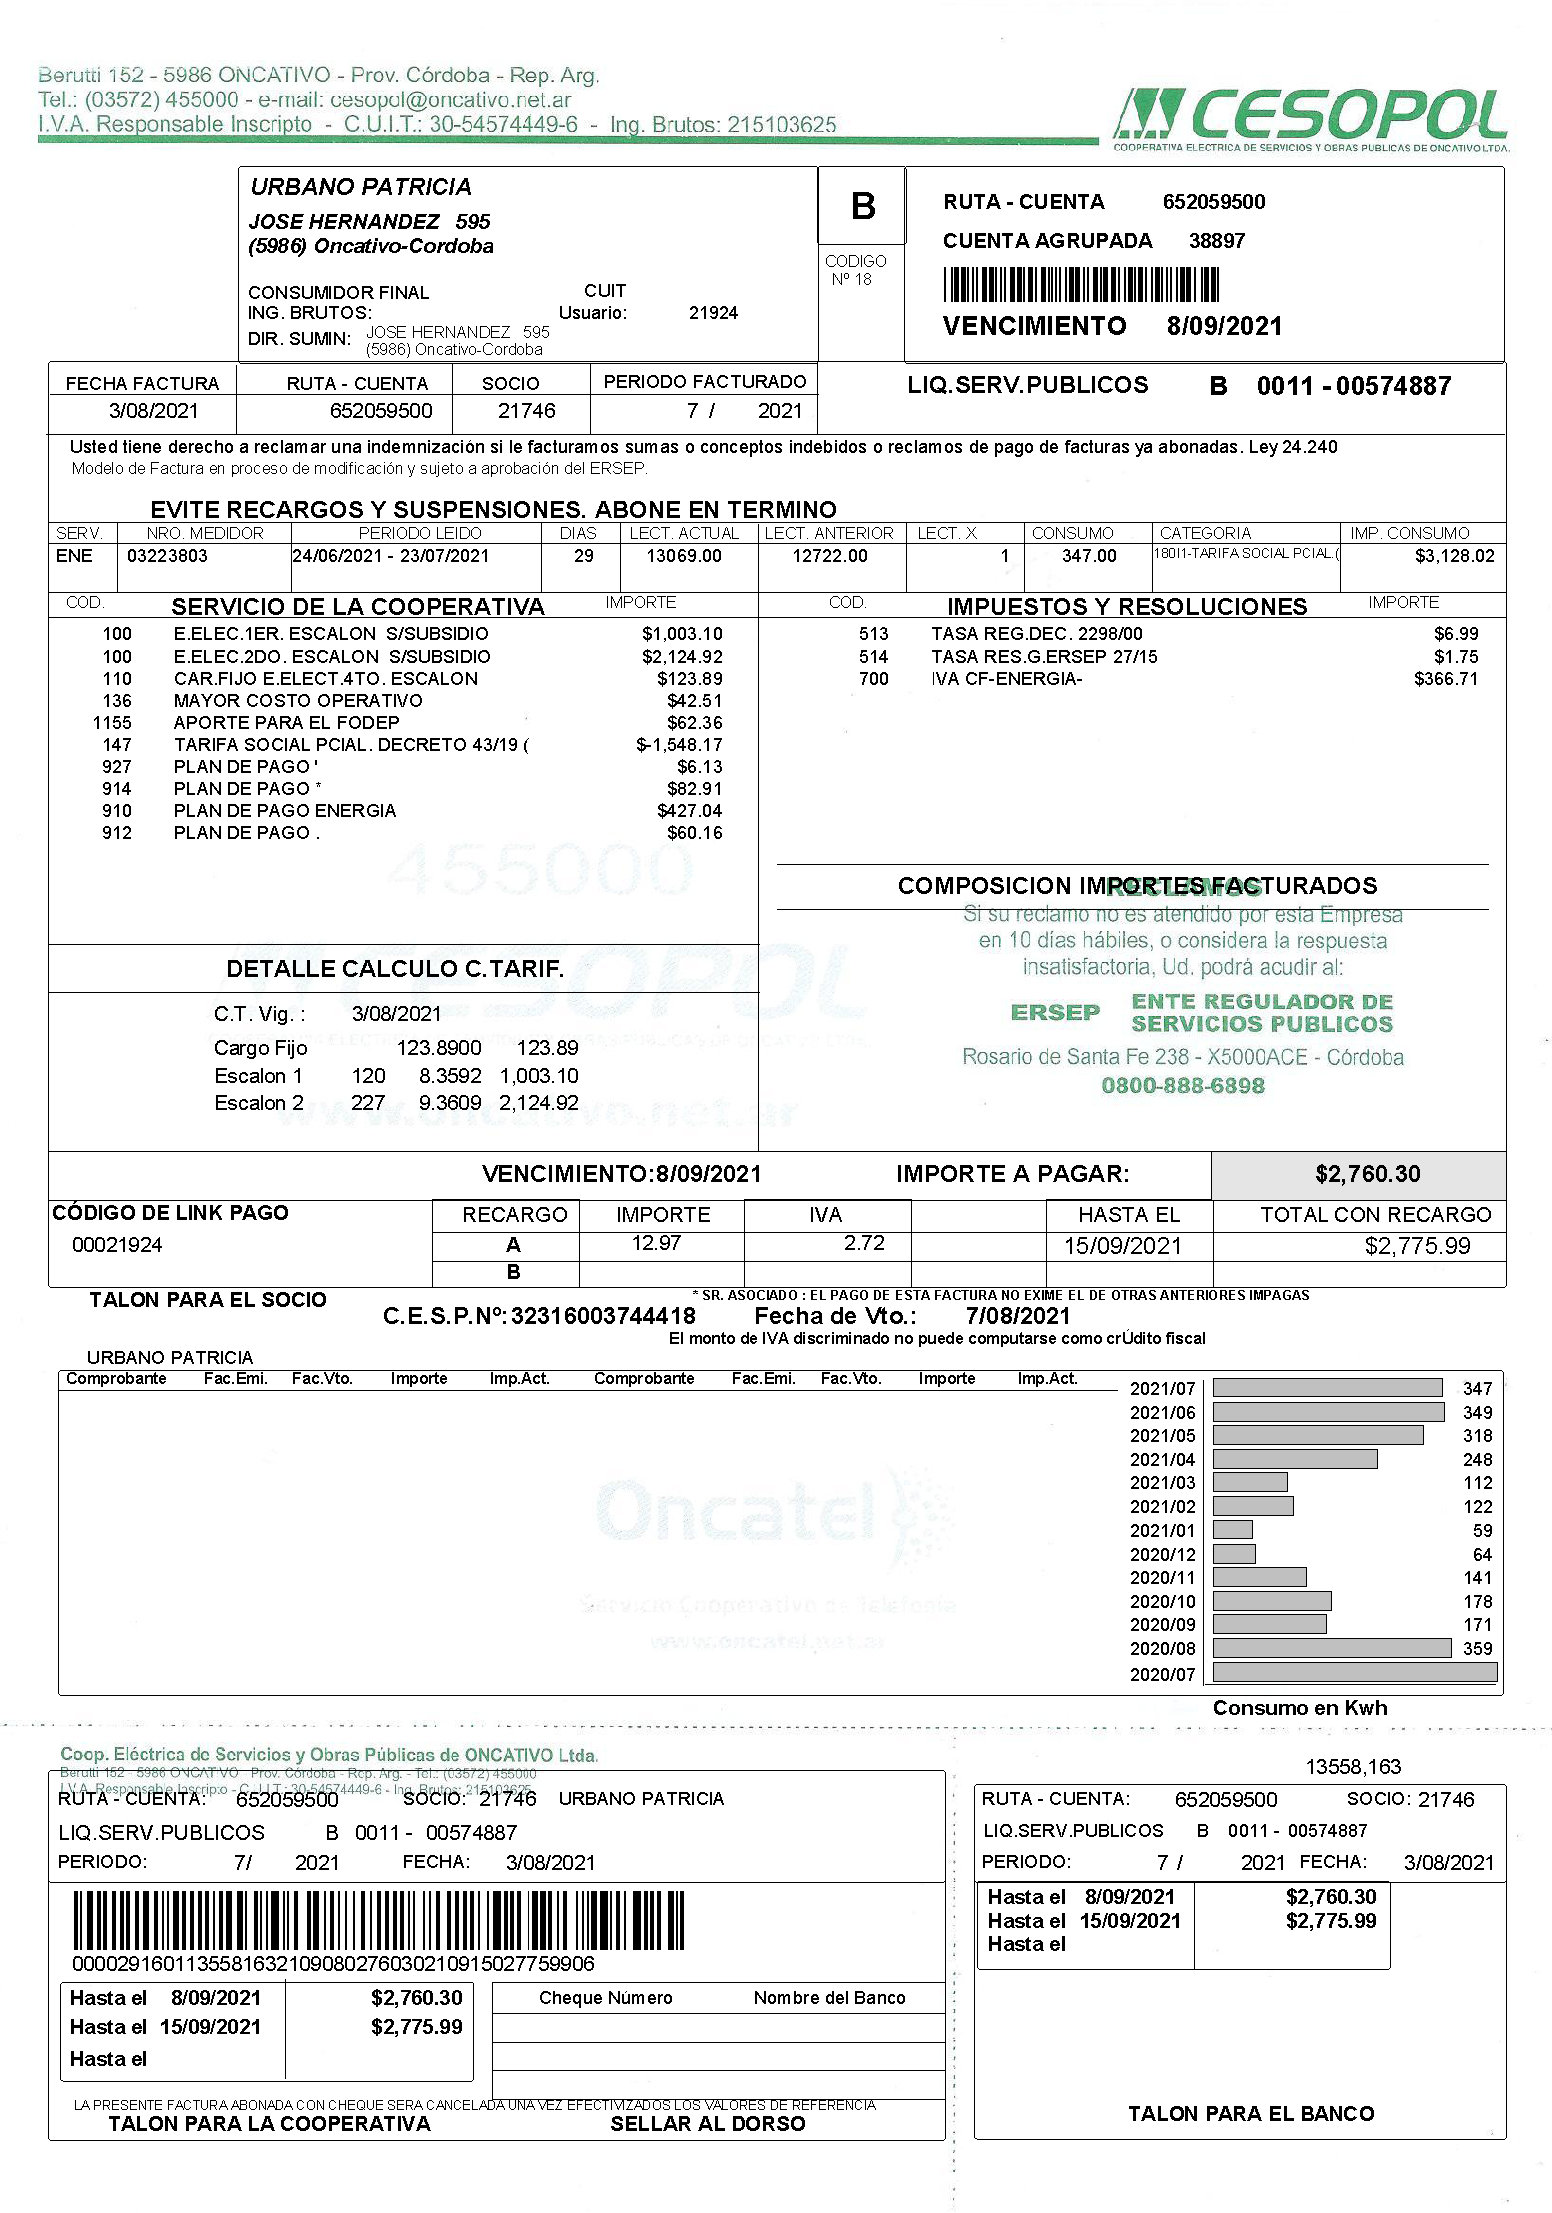 Berutti 152 - 5986 ONCATIVO - Prov. Córdoba - Rep. Arg.
Tel.: (03572) 455000 - e-mail: cesopol@oncativo.net.ar
I.V.A. Responsable Inscripto - C.U.I.T.: 30-54574449-6 - Ing. Brutos: 215103625
CESOPOL
COOPERATIVA ELECTRICA DE SERVICIOS Y OBRAS PUBLICAS DE ONCATIVO LTDA.
URBANO PATRICIA
JOSE HERNANDEZ 595
(5986) Oncativo-Cordoba
CONSUMIDOR FINAL CUIT
ING. BRUTOS: Usuario: 21924
DIR. SUMIN: JOSE HERNANDEZ 595
(5986) Oncativo-Cordoba
B
CODIGO
Nº 18
RUTA - CUENTA 652059500
CUENTA AGRUPADA 38897
VENCIMIENTO 8/09/2021
FECHA FACTURA RUTA - CUENTA SOCIO PERIODO FACTURADO
3/08/2021 652059500 21746 7 / 2021
LIQ.SERV.PUBLICOS B 0011 - 00574887
Usted tiene derecho a reclamar una indemnización si le facturamos sumas o conceptos indebidos o reclamos de pago de facturas ya abonadas. Ley 24.240
Modelo de Factura en proceso de modificación y sujeto a aprobación del ERSEP.
EVITE RECARGOS Y SUSPENSIONES. ABONE EN TERMINO
SERV. NRO. MEDIDOR PERIODO LEIDO DIAS LECT. ACTUAL LECT. ANTERIOR LECT. X CONSUMO CATEGORIA IMP. CONSUMO
ENE 03223803 24/06/2021 - 23/07/2021 29 13069.00 12722.00 1 347.00 180I1-TARIFA SOCIAL PCIAL.( $3,128.02
COD. SERVICIO DE LA COOPERATIVA IMPORTE
100 E.ELEC.1ER. ESCALON S/SUBSIDIO $1,003.10
100 E.ELEC.2DO. ESCALON S/SUBSIDIO $2,124.92
110 CAR.FIJO E.ELECT.4TO. ESCALON $123.89
136 MAYOR COSTO OPERATIVO $42.51
1155 APORTE PARA EL FODEP $62.36
147 TARIFA SOCIAL PCIAL. DECRETO 43/19 ( $-1,548.17
927 PLAN DE PAGO ' $6.13
914 PLAN DE PAGO * $82.91
910 PLAN DE PAGO ENERGIA $427.04
912 PLAN DE PAGO . $60.16
455000
CESOPOL
www.oncativo.net.ar
COD. IMPUESTOS Y RESOLUCIONES IMPORTE
513 TASA REG.DEC. 2298/00 $6.99
514 TASA RES.G.ERSEP 27/15 $1.75
700 IVA CF-ENERGIA- $366.71
COMPOSICION IMPORTES FACTURADOS
RECLAMOS
Si su reclamo no es atendido por esta Empresa
en 10 días hábiles, o considera la respuesta
insatisfactoria, Ud. podrá acudir al:
ERSEP ENTE REGULADOR DE
SERVICIOS PUBLICOS
Rosario de Santa Fe 238 - X5000ACE - Córdoba
0800-888-6898
DETALLE CALCULO C.TARIF.
C.T. Vig. : 3/08/2021
Cargo Fijo 123.8900 123.89
Escalon 1 120 8.3592 1,003.10
Escalon 2 227 9.3609 2,124.92
VENCIMIENTO:8/09/2021 IMPORTE A PAGAR: $2,760.30
CÓDIGO DE LINK PAGO
00021924
RECARGO IMPORTE IVA HASTA EL TOTAL CON RECARGO
A 12.97 2.72 15/09/2021 $2,775.99
B
TALON PARA EL SOCIO
* SR. ASOCIADO : EL PAGO DE ESTA FACTURA NO EXIME EL DE OTRAS ANTERIORES IMPAGAS
C.E.S.P.Nº: 32316003744418 Fecha de Vto.: 7/08/2021
El monto de IVA discriminado no puede computarse como crÚdito fiscal
URBANO PATRICIA
Comprobante Fac.Emi. Fac.Vto. Importe Imp.Act. Comprobante Fac.Emi. Fac.Vto. Importe Imp.Act.
2021/07 347
2021/06 349
2021/05 318
2021/04 248
2021/03 112
2021/02 122
2021/01 59
2020/12 64
2020/11 141
2020/10 178
2020/09 171
2020/08 359
2020/07
Consumo en Kwh
Oncatel
Servicio Cooperativo de Telefonía
www.oncatel.net.ar
Coop. Eléctrica de Servicios y Obras Públicas de ONCATIVO Ltda.
Berutti 152 - 5986 ONCATIVO - Prov. Córdoba - Rep. Arg. - Tel.: (03572) 455000
I.V.A. Responsable Inscripto - C.U.I.T.: 30-54574449-6 - Ing. Brutos: 215103625
RUTA - CUENTA: 652059500 SOCIO: 21746 URBANO PATRICIA
LIQ.SERV.PUBLICOS B 0011 - 00574887
PERIODO: 7/ 2021 FECHA: 3/08/2021
0000291601135581632109080276030210915027759906
Hasta el 8/09/2021 $2,760.30
Hasta el 15/09/2021 $2,775.99
Hasta el
Cheque Número Nombre del Banco
LA PRESENTE FACTURA ABONADA CON CHEQUE SERA CANCELADA UNA VEZ EFECTIVIZADOS LOS VALORES DE REFERENCIA
TALON PARA LA COOPERATIVA SELLAR AL DORSO
13558,163
RUTA - CUENTA: 652059500 SOCIO: 21746
LIQ.SERV.PUBLICOS B 0011 - 00574887
PERIODO: 7 / 2021 FECHA: 3/08/2021
Hasta el 8/09/2021 $2,760.30
Hasta el 15/09/2021 $2,775.99
Hasta el
TALON PARA EL BANCO